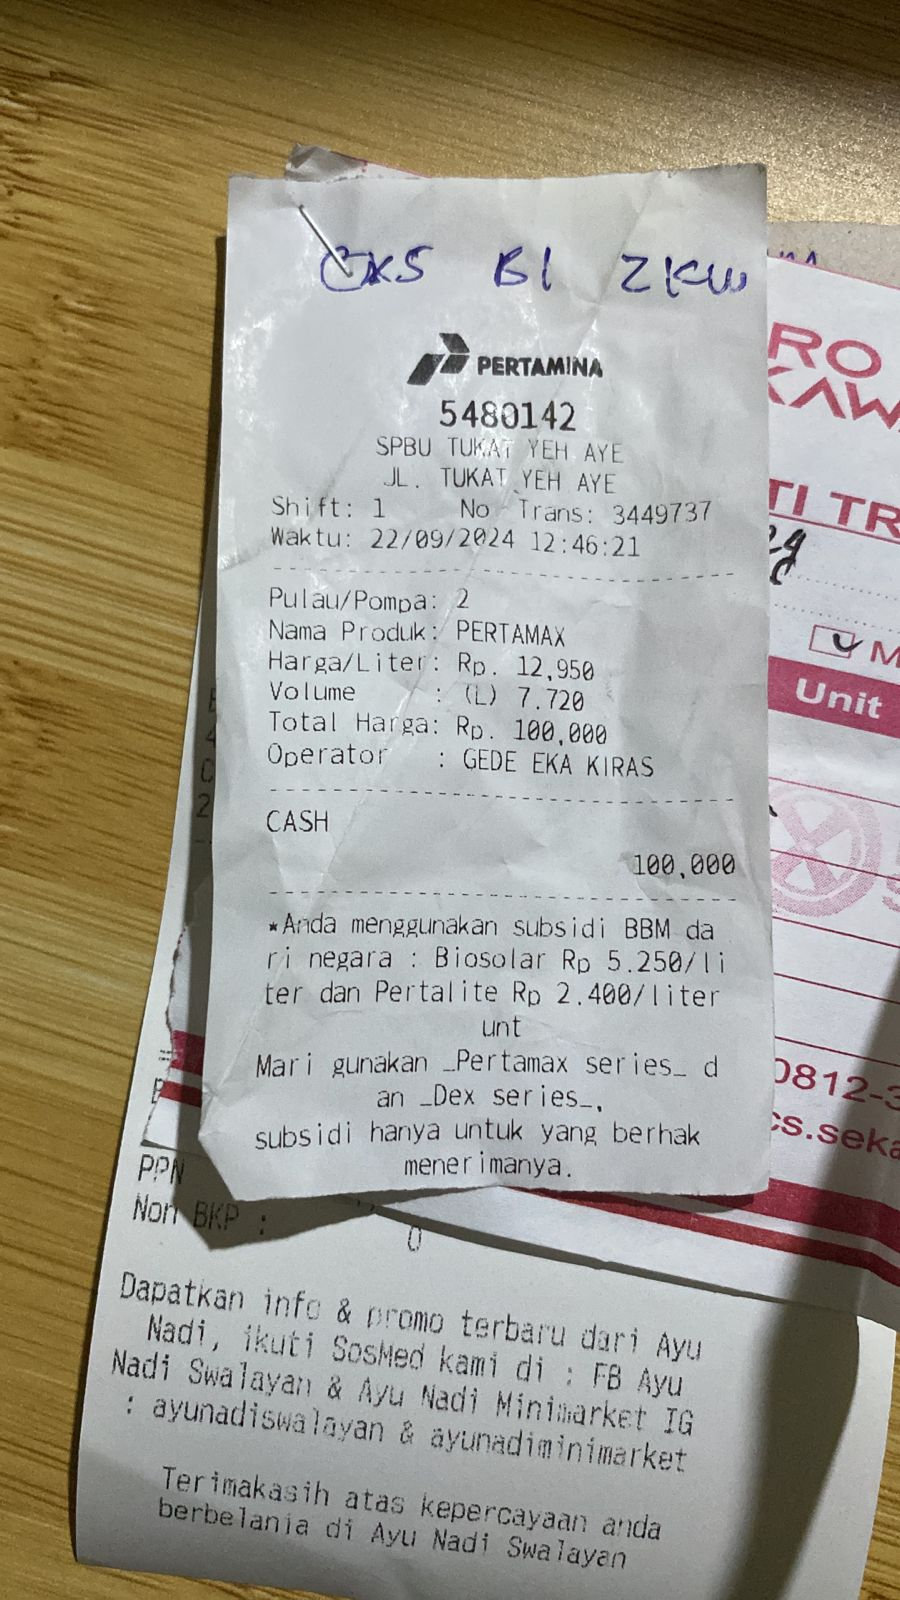 CKS BI ZKW
PERTAMINA
5480142
SPBU TUKAT YEH AYE
JL. TUKAT YEH AYE
Shift: 1 No Trans: 3449737
Waktu: 22/09/2024 12:46:21
Pulau/Pompa: 2
Nama Produk: PERTAMAX
Harga/Liter: Rp. 12,950
Volume : (L) 7.720
Total Harga: Rp. 100,000
Operator : GEDE EKA KIRAS
CASH
100,000
*Anda menggunakan subsidi BBM da
ri negara : Biosolar Rp 5.250/li
ter dan Pertalite Rp 2.400/liter
unt
Mari gunakan _Pertamax series_ d
an _Dex series_,
subsidi hanya untuk yang berhak
menerimanya.
RO
KAW
TI TR
M
Unit
0812-3
cs.seka
PPN
Non BKP :
0
Dapatkan info & promo terbaru dari Ayu
Nadi, ikuti SosMed kami di : FB Ayu
Nadi Swalayan & Ayu Nadi Minimarket IG
: ayunadiswalayan & ayunadiminimarket
Terimakasih atas kepercayaan anda
berbelanja di Ayu Nadi Swalayan